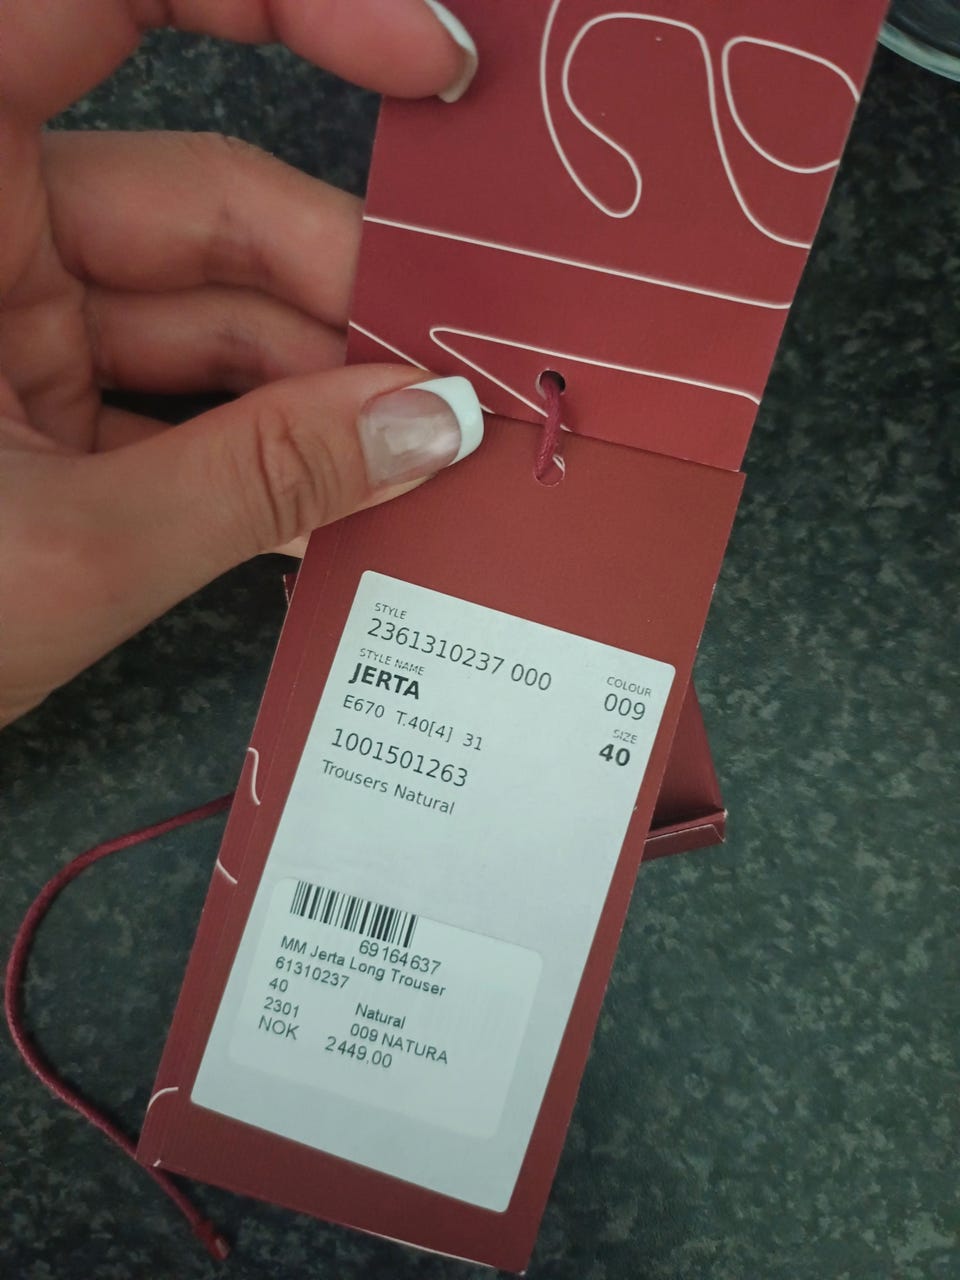 STYLE
2361310237 000
STYLE NAME
JERTA
COLOUR
009
E670 T.40[4] 31
SIZE
40
1001501263
Trousers Natural
69164637
MM Jerta Long Trouser
61310237
40 Natural
2301 009 NATURA
NOK 2449,00